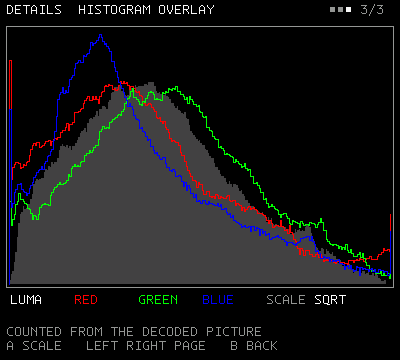 DETAILS HISTOGRAM OVERLAY 3/3
LUMA RED GREEN BLUE SCALE SQRT
COUNTED FROM THE DECODED PICTURE
A SCALE LEFT RIGHT PAGE B BACK